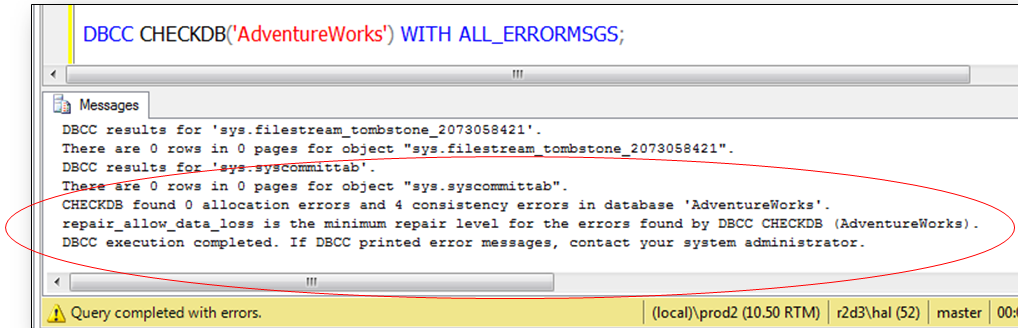 DBCC CHECKDB('AdventureWorks') WITH ALL_ERRORMSGS;
Messages
DBCC results for 'sys.filestream_tombstone_2073058421'.
There are 0 rows in 0 pages for object "sys.filestream_tombstone_2073058421".
DBCC results for 'sys.syscommittab'.
There are 0 rows in 0 pages for object "sys.syscommittab".
CHECKDB found 0 allocation errors and 4 consistency errors in database 'AdventureWorks'.
repair_allow_data_loss is the minimum repair level for the errors found by DBCC CHECKDB (AdventureWorks).
DBCC execution completed. If DBCC printed error messages, contact your system administrator.
Query completed with errors. (local)\prod2 (10.50 RTM) r2d3\hal (52) master